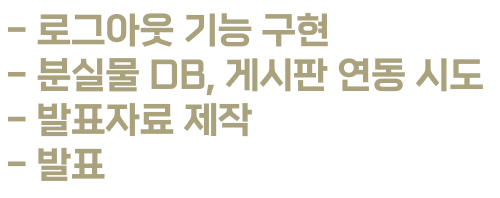 - 로그아웃 기능 구현
- 분실물 DB, 게시판 연동 시도
- 발표자료 제작
- 발표